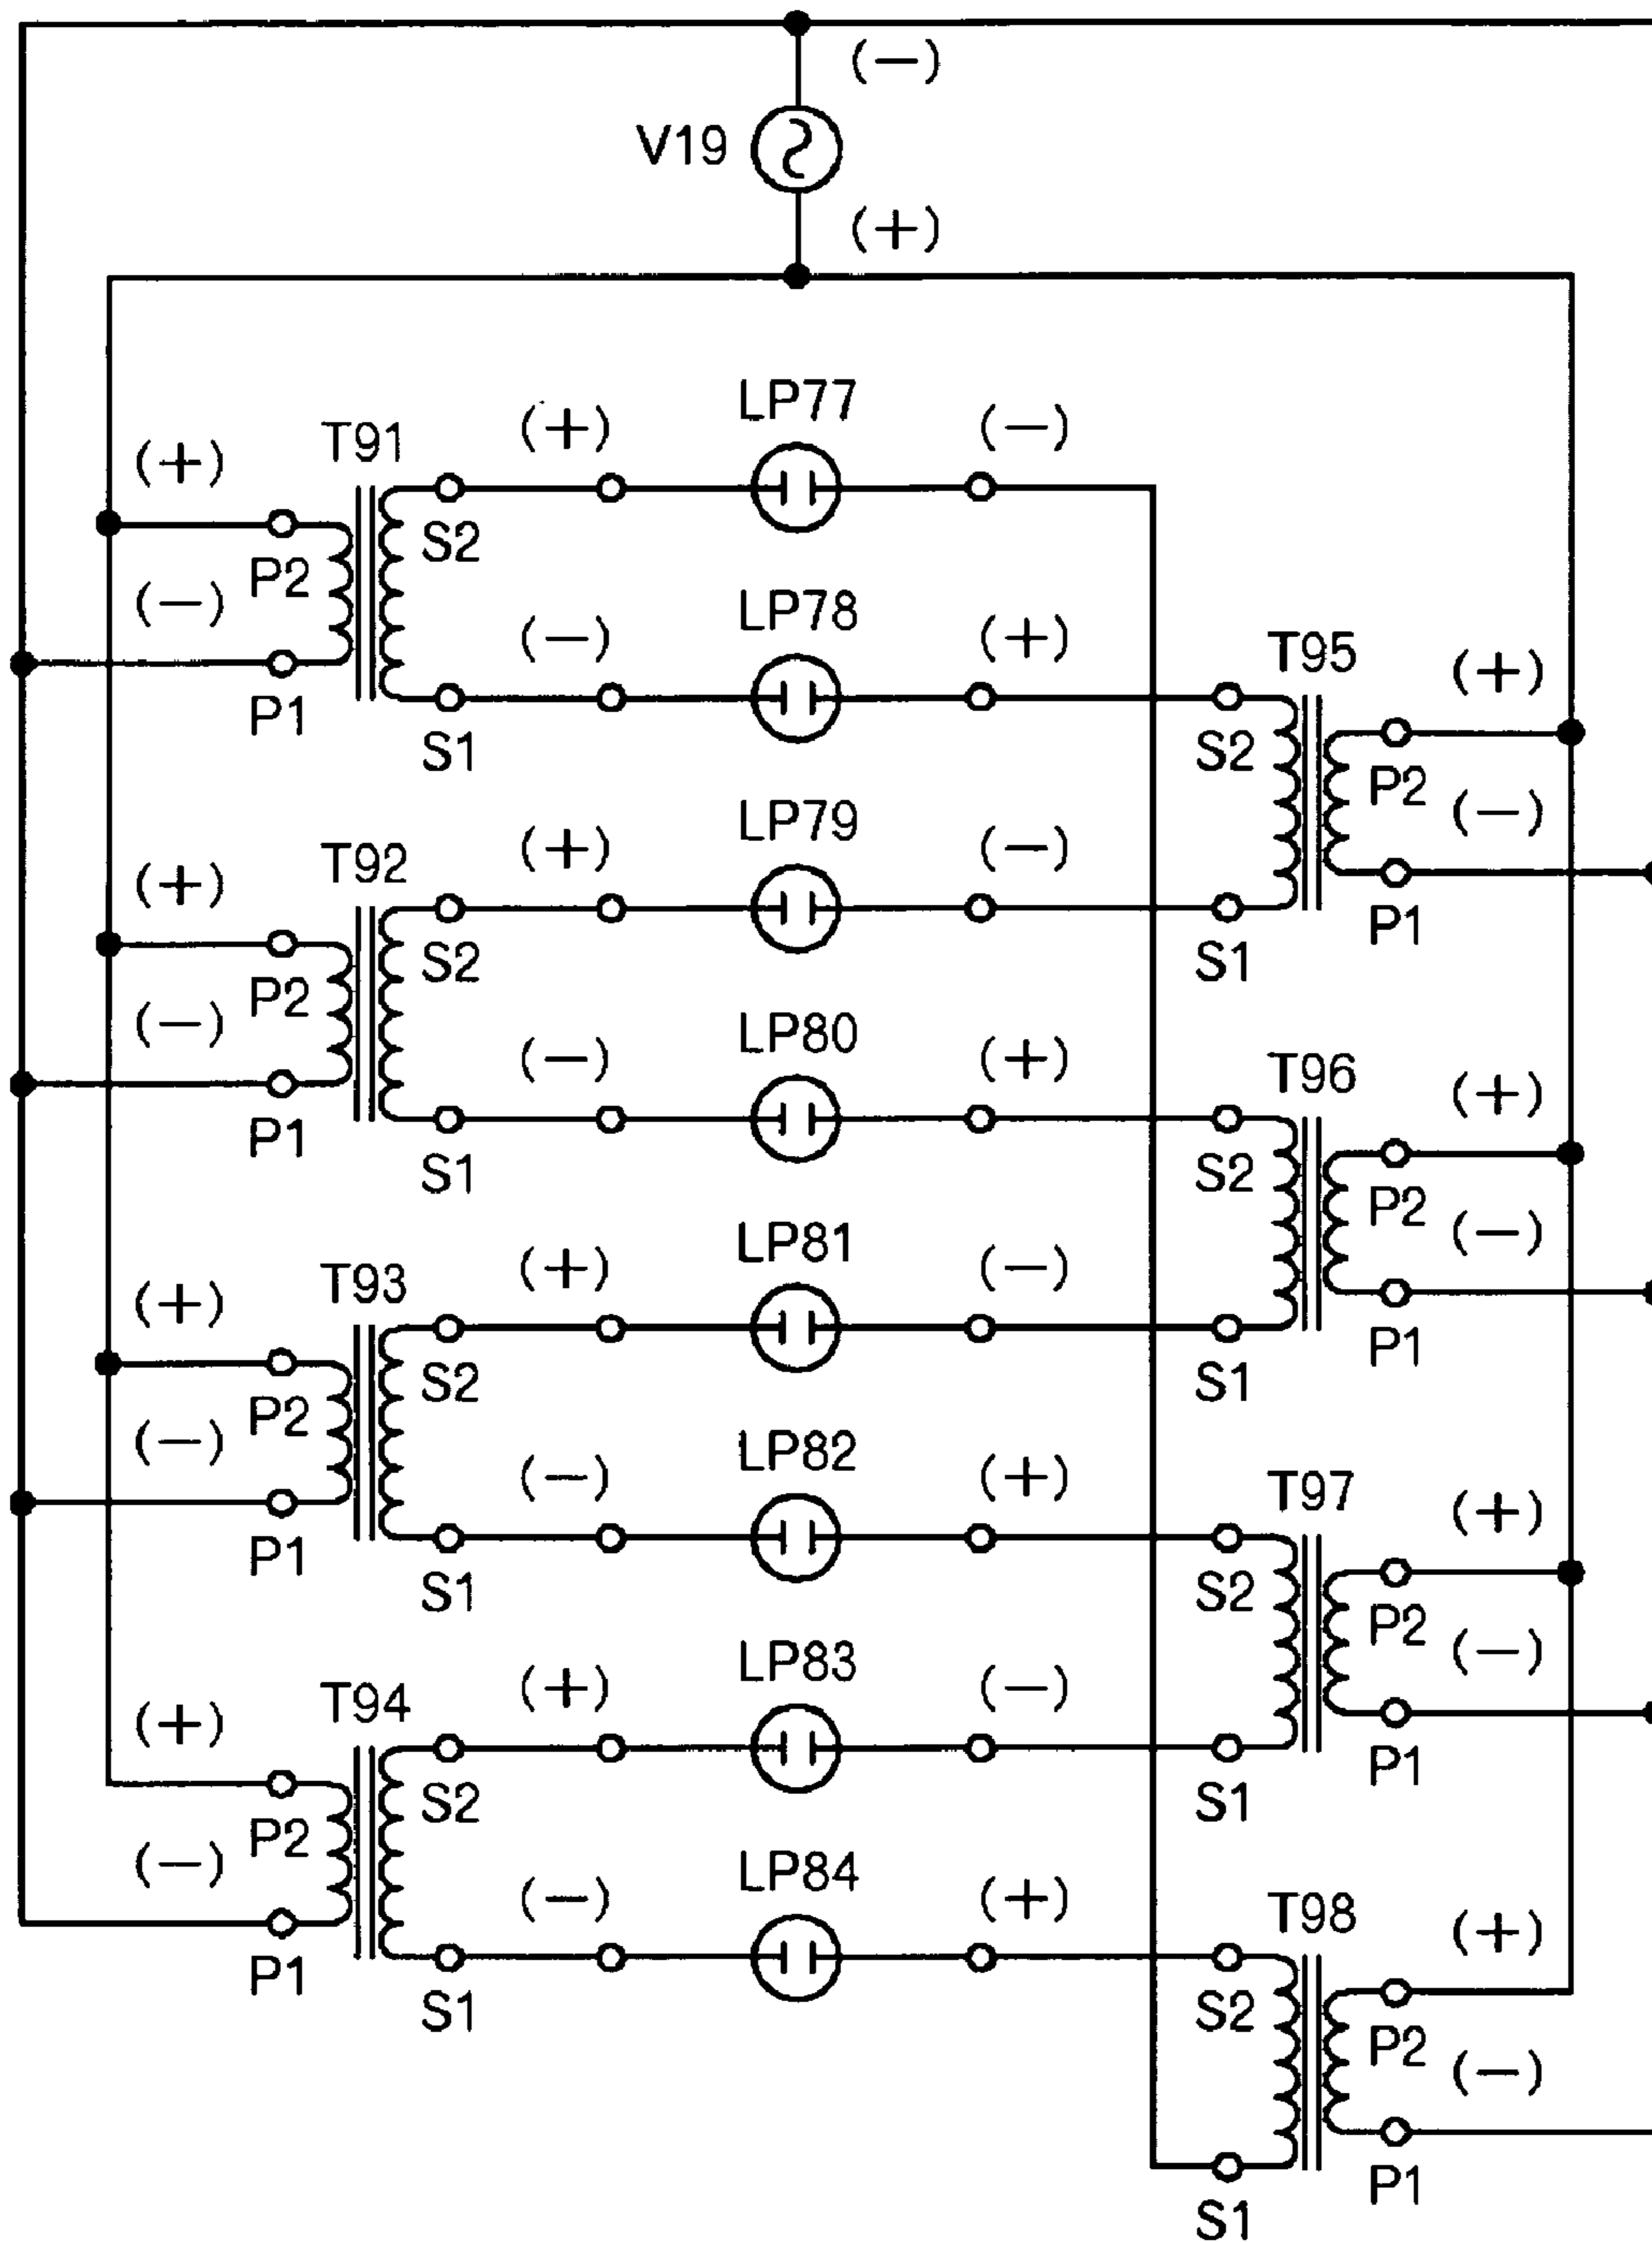 (−)
V19
(+)
LP77
(+) T91 (+) (−)
S2
P2
(−) LP78
(−) (+) T95 (+)
P1
S1 S2
P2
LP79 (−)
(+) T92 (+) (−)
P1
S2 S1
P2
(−) LP80
(−) (+) T96 (+)
P1
S1 S2
P2
LP81 (−)
(+) T93 (+) (−)
P1
S2 S1
P2
(−) LP82
(−) (+) T97 (+)
P1
S1 S2
P2
LP83 (−)
(+) T94 (+) (−)
P1
S2 S1
P2
(−) LP84
(−) (+) T98 (+)
P1
S1 S2
P2
(−)
P1
S1